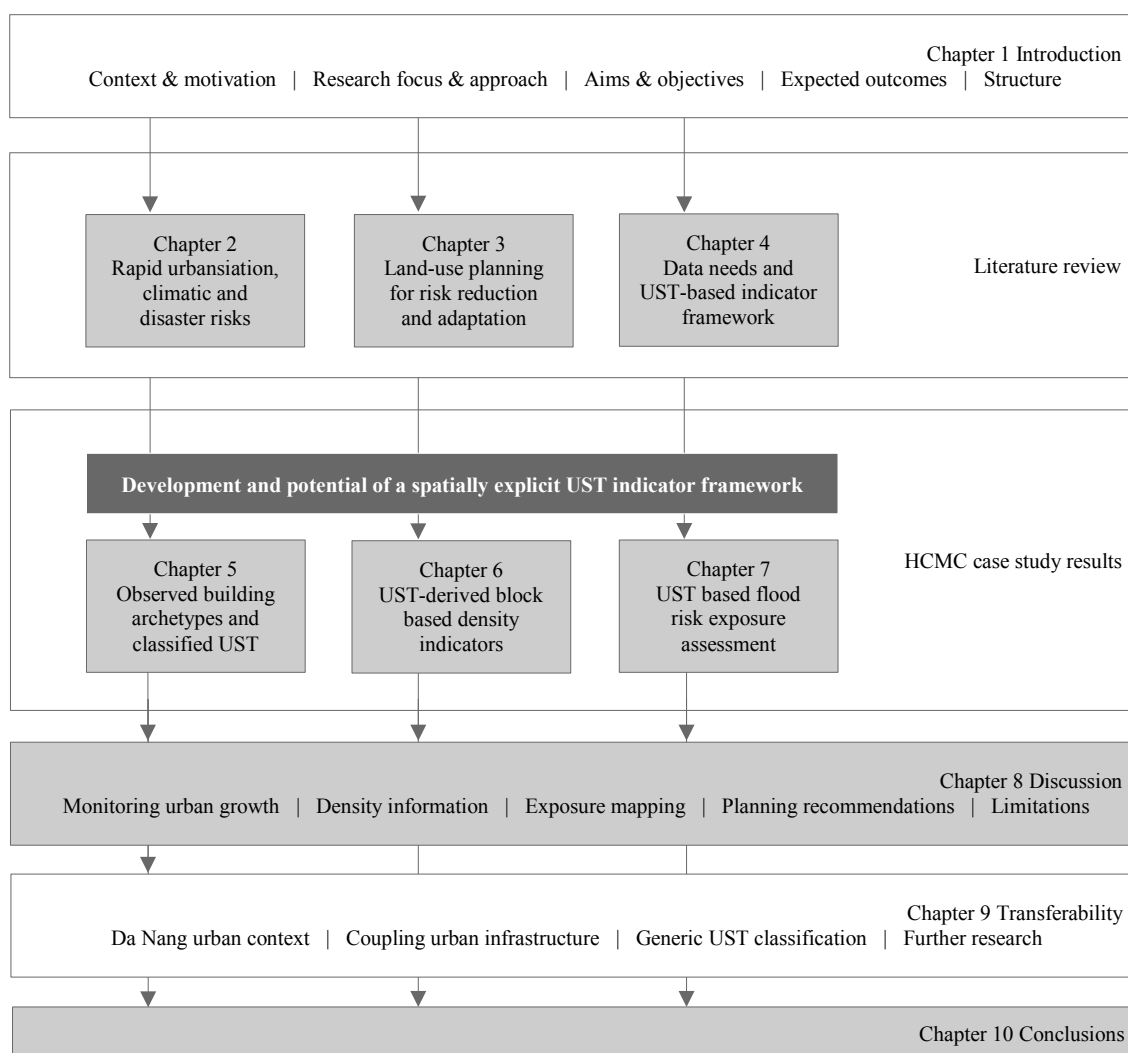 Chapter 1 Introduction
Context & motivation | Research focus & approach | Aims & objectives | Expected outcomes | Structure
Chapter 2
Rapid urbansiation,
climatic and
disaster risks
Chapter 3
Land-use planning
for risk reduction
and adaptation
Chapter 4
Data needs and
UST-based indicator
framework
Literature review
Development and potential of a spatially explicit UST indicator framework
Chapter 5
Observed building
archetypes and
classified UST
Chapter 6
UST-derived block
based density
indicators
Chapter 7
UST based flood
risk exposure
assessment
HCMC case study results
Chapter 8 Discussion
Monitoring urban growth | Density information | Exposure mapping | Planning recommendations | Limitations
Chapter 9 Transferability
Da Nang urban context | Coupling urban infrastructure | Generic UST classification | Further research
Chapter 10 Conclusions